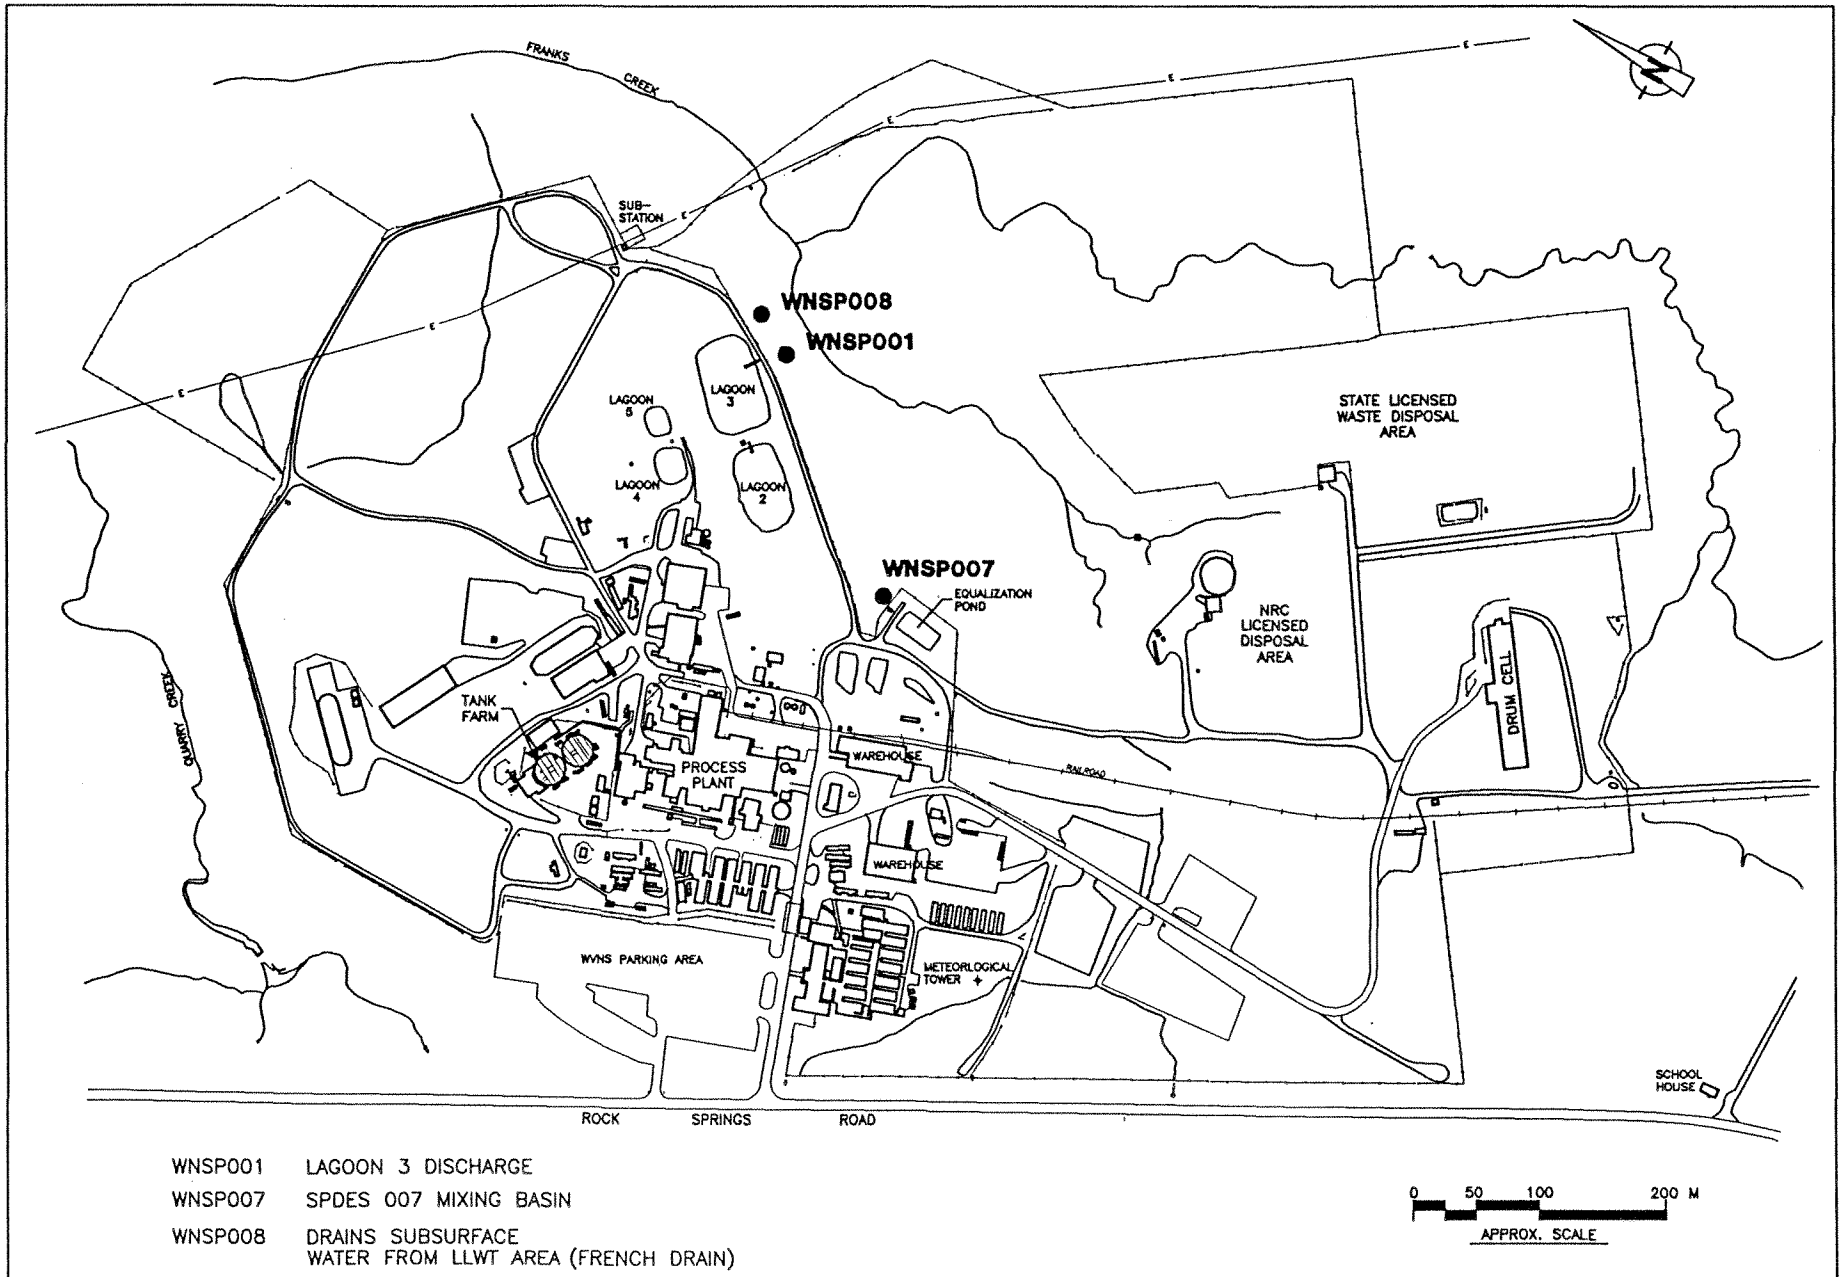 FRANKS
CREEK
E
E
N
E
SUB-
STATION
E
WNSP008
E
WNSP001
E
LAGOON
3
LAGOON
5
STATE LICENSED
WASTE DISPOSAL
AREA
LAGOON
4
LAGOON
2
WNSP007
EQUALIZATION
POND
NRC
LICENSED
DISPOSAL
AREA
QUARRY CREEK
TANK
FARM
DRUM CELL
WAREHOUSE
PROCESS
PLANT
RAILROAD
WAREHOUSE
WVNS PARKING AREA
METEORLOGICAL
TOWER
SCHOOL
HOUSE
ROCK SPRINGS ROAD
WNSP001 LAGOON 3 DISCHARGE
WNSP007 SPDES 007 MIXING BASIN
WNSP008 DRAINS SUBSURFACE
WATER FROM LLWT AREA (FRENCH DRAIN)
0 50 100 200 M
APPROX. SCALE